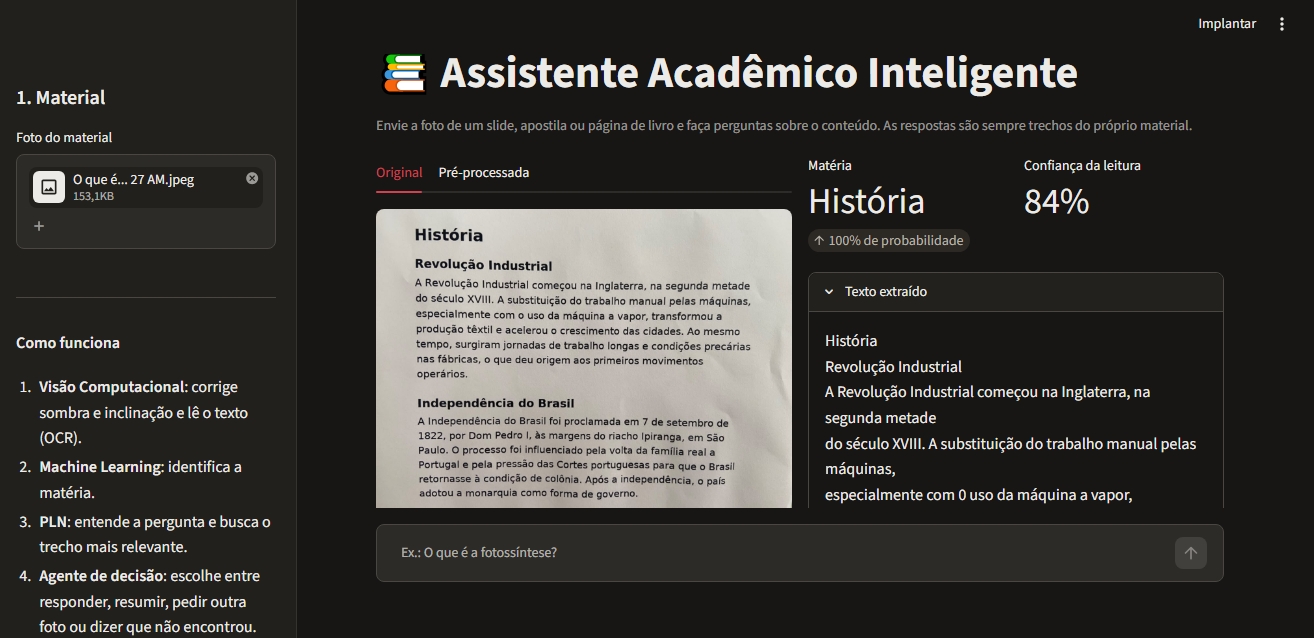 Implantar
1. Material
Foto do material
O que é... 27 AM.jpeg
153,1KB
+
Como funciona
1. Visão Computacional: corrige
sombra e inclinação e lê o texto
(OCR).
2. Machine Learning: identifica a
matéria.
3. PLN: entende a pergunta e busca o
trecho mais relevante.
4. Agente de decisão: escolhe entre
responder, resumir, pedir outra
foto ou dizer que não encontrou.
Assistente Acadêmico Inteligente
Envie a foto de um slide, apostila ou página de livro e faça perguntas sobre o conteúdo. As respostas são sempre trechos do próprio material.
Original Pré-processada
História
Revolução Industrial
A Revolução Industrial começou na Inglaterra, na segunda metade
do século XVIII. A substituição do trabalho manual pelas máquinas,
especialmente com o uso da máquina a vapor, transformou a
produção têxtil e acelerou o crescimento das cidades. Ao mesmo
tempo, surgiram jornadas de trabalho longas e condições precárias
nas fábricas, o que deu origem aos primeiros movimentos
operários.
Independência do Brasil
A Independência do Brasil foi proclamada em 7 de setembro de
1822, por Dom Pedro I, às margens do riacho Ipiranga, em São
Paulo. O processo foi influenciado pela volta da família real a
Portugal e pela pressão das Cortes portuguesas para que o Brasil
retornasse à condição de colônia. Após a independência, o país
adotou a monarquia como forma de governo.
Matéria
História
↑ 100% de probabilidade
Confiança da leitura
84%
Texto extraído
História
Revolução Industrial
A Revolução Industrial começou na Inglaterra, na
segunda metade
do século XVIII. A substituição do trabalho manual pelas
máquinas,
especialmente com 0 uso da máquina a vapor,
Ex.: O que é a fotossíntese?